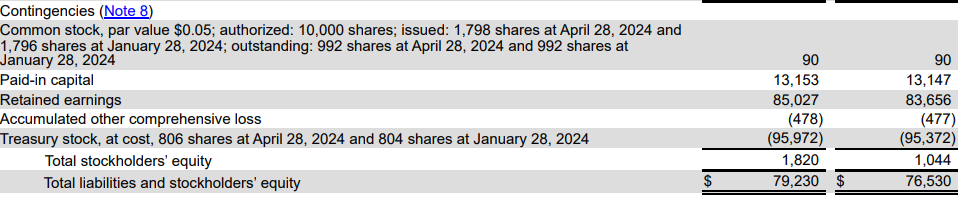 Contingencies (Note 8)
Common stock, par value $0.05; authorized: 10,000 shares; issued: 1,798 shares at April 28, 2024 and
1,796 shares at January 28, 2024; outstanding: 992 shares at April 28, 2024 and 992 shares at
January 28, 2024 90 90
Paid-in capital 13,153 13,147
Retained earnings 85,027 83,656
Accumulated other comprehensive loss (478) (477)
Treasury stock, at cost, 806 shares at April 28, 2024 and 804 shares at January 28, 2024 (95,972) (95,372)
Total stockholders’ equity 1,820 1,044
Total liabilities and stockholders’ equity $ 79,230 $ 76,530